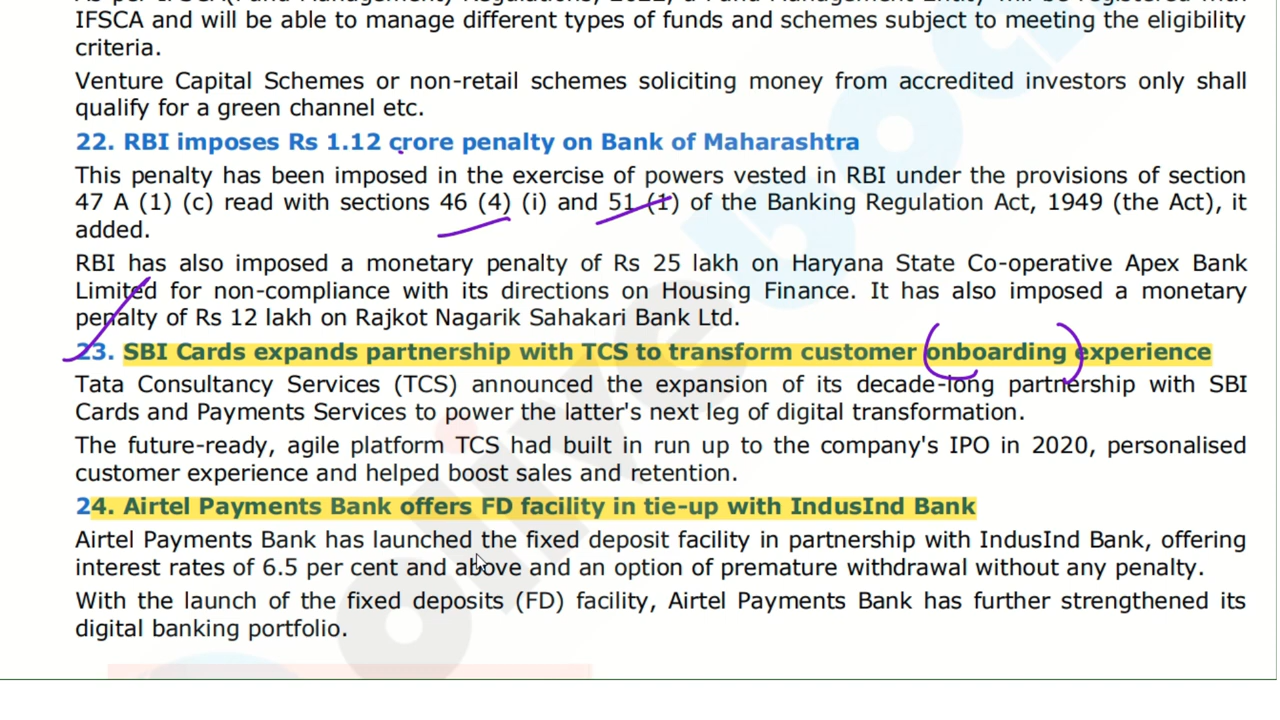 IFSCA and will be able to manage different types of funds and schemes subject to meeting the eligibility
criteria.
Venture Capital Schemes or non-retail schemes soliciting money from accredited investors only shall
qualify for a green channel etc.
22. RBI imposes Rs 1.12 crore penalty on Bank of Maharashtra
This penalty has been imposed in the exercise of powers vested in RBI under the provisions of section
47 A (1) (c) read with sections 46 (4) (i) and 51 (1) of the Banking Regulation Act, 1949 (the Act), it
added.
RBI has also imposed a monetary penalty of Rs 25 lakh on Haryana State Co-operative Apex Bank
Limited for non-compliance with its directions on Housing Finance. It has also imposed a monetary
penalty of Rs 12 lakh on Rajkot Nagarik Sahakari Bank Ltd.
23. SBI Cards expands partnership with TCS to transform customer onboarding experience
Tata Consultancy Services (TCS) announced the expansion of its decade-long partnership with SBI
Cards and Payments Services to power the latter's next leg of digital transformation.
The future-ready, agile platform TCS had built in run up to the company's IPO in 2020, personalised
customer experience and helped boost sales and retention.
24. Airtel Payments Bank offers FD facility in tie-up with IndusInd Bank
Airtel Payments Bank has launched the fixed deposit facility in partnership with IndusInd Bank, offering
interest rates of 6.5 per cent and above and an option of premature withdrawal without any penalty.
With the launch of the fixed deposits (FD) facility, Airtel Payments Bank has further strengthened its
digital banking portfolio.